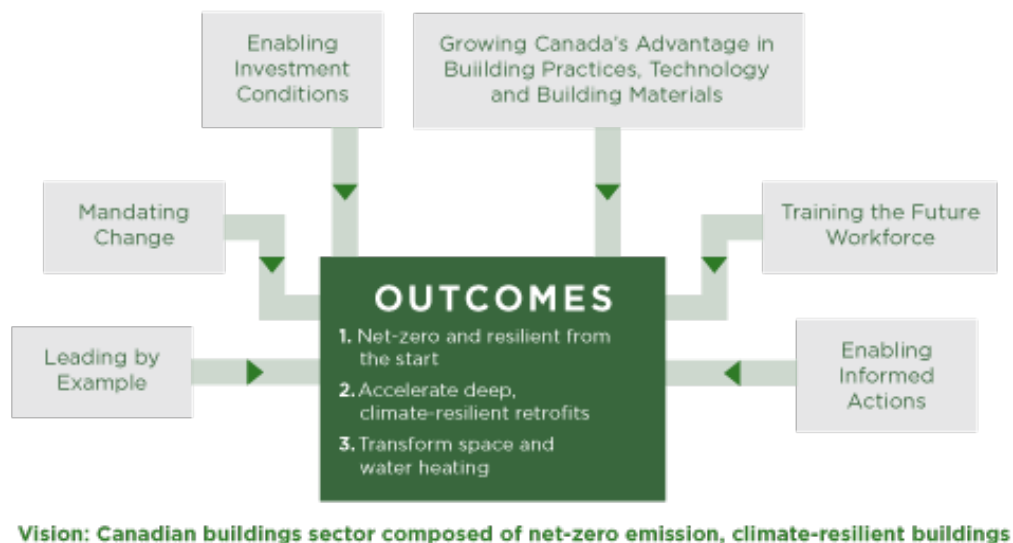 Enabling
Investment
Conditions
Growing Canada's Advantage in
Buiilding Practices, Technology
and Building Materials
Mandating
Change
Training the Future
Workforce
Leading by
Example
Enabling
Informed
Actions
OUTCOMES
1. Net-zero and resilient from
the start
2. Accelerate deep,
climate-resilient retrofits
3. Transform space and
water heating
Vision: Canadian buildings sector composed of net-zero emission, climate-resilient buildings